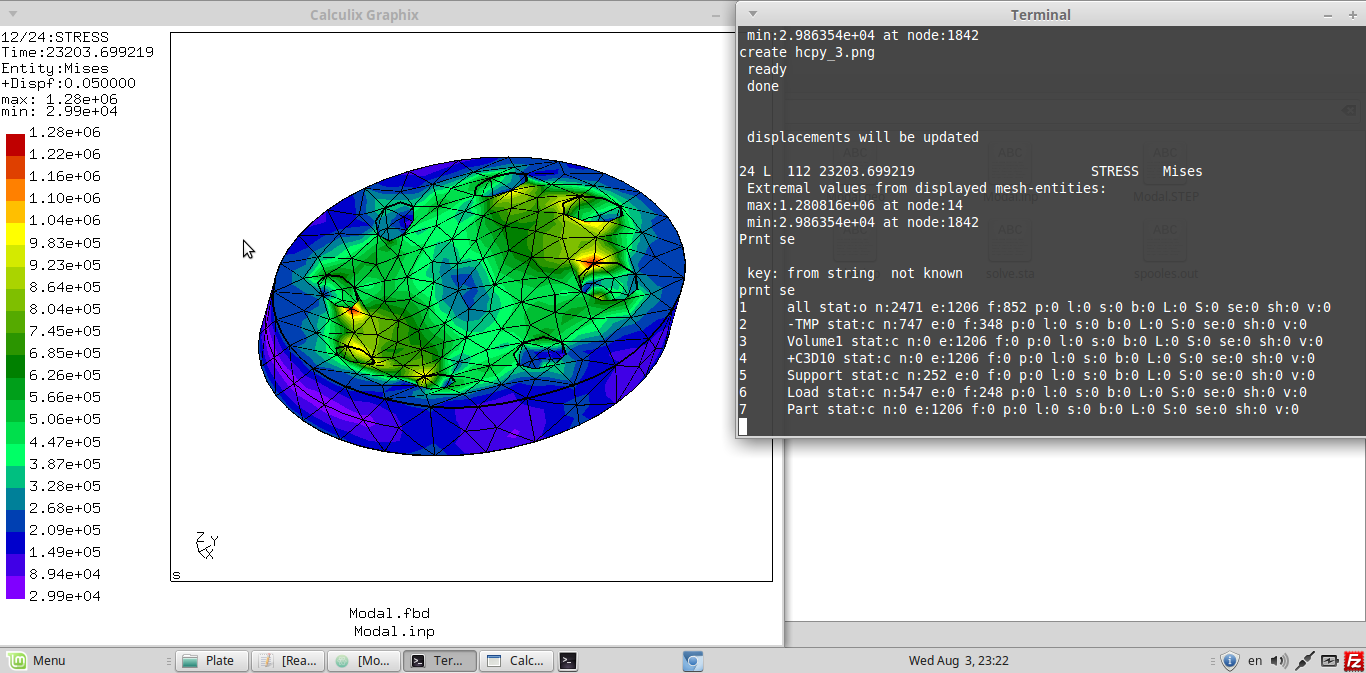 Calculix Graphix
12/24:STRESS
Time:23203.699219
Entity:Mises
+Dispf:0.050000
max: 1.28e+06
min: 2.99e+04
1.28e+06
1.22e+06
1.16e+06
1.10e+06
1.04e+06
9.83e+05
9.23e+05
8.64e+05
8.04e+05
7.45e+05
6.85e+05
6.26e+05
5.66e+05
5.06e+05
4.47e+05
3.87e+05
3.28e+05
2.68e+05
2.09e+05
1.49e+05
8.94e+04
2.99e+04
Z
Y
X
s
Modal.fbd
Modal.inp
Terminal
min:2.986354e+04 at node:1842
create hcpy_3.png
ready
done
displacements will be updated
24 L 112 23203.699219 STRESS Mises
Extremal values from displayed mesh-entities:
max:1.280816e+06 at node:14
min:2.986354e+04 at node:1842
Prnt se
key: from string not known
prnt se
1 all stat:o n:2471 e:1206 f:852 p:0 l:0 s:0 b:0 L:0 S:0 se:0 sh:0 v:0
2 -TMP stat:c n:747 e:0 f:348 p:0 l:0 s:0 b:0 L:0 S:0 se:0 sh:0 v:0
3 Volume1 stat:c n:0 e:1206 f:0 p:0 l:0 s:0 b:0 L:0 S:0 se:0 sh:0 v:0
4 +C3D10 stat:c n:0 e:1206 f:0 p:0 l:0 s:0 b:0 L:0 S:0 se:0 sh:0 v:0
5 Support stat:c n:252 e:0 f:0 p:0 l:0 s:0 b:0 L:0 S:0 se:0 sh:0 v:0
6 Load stat:c n:547 e:0 f:248 p:0 l:0 s:0 b:0 L:0 S:0 se:0 sh:0 v:0
7 Part stat:c n:0 e:1206 f:0 p:0 l:0 s:0 b:0 L:0 S:0 se:0 sh:0 v:0
ABC
ABC
ABC
Modal.STEP
solve.sta
spooles.out
Menu
Plate
[Rea...
[Mo...
Ter...
Calc...
Wed Aug 3, 23:22
en
Fz